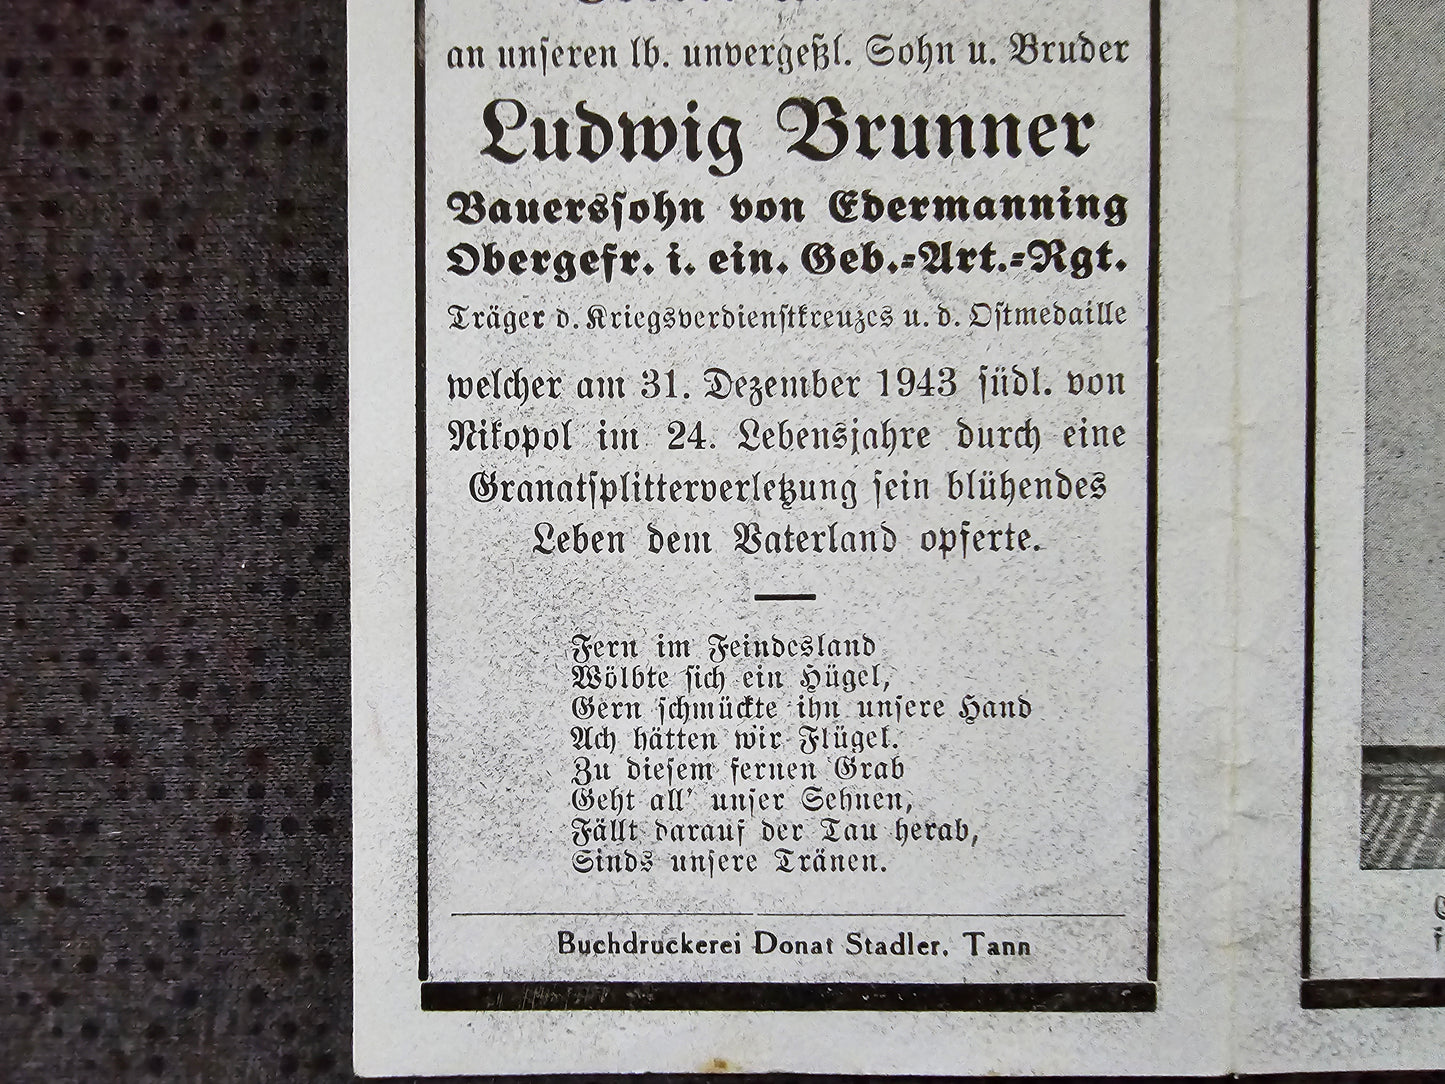 an unseren lb. unvergeßl. Sohn u. Bruder
Ludwig Brunner
Bauerssohn von Edermanning
Obergefr. i. ein. Geb.=Art.=Rgt.
Träger d. Kriegsverdienstkreuzes u. d. Ostmedaille
welcher am 31. Dezember 1943 südl. von
Nikopol im 24. Lebensjahre durch eine
Granatsplitterverletzung sein blühendes
Leben dem Vaterland opferte.
Fern im Feindesland
Wölbte sich ein Hügel,
Gern schmückte ihn unsere Hand
Ach hätten wir Flügel.
Zu diesem fernen Grab
Geht all' unser Sehnen,
Fällt darauf der Tau herab,
Sinds unsere Tränen.
Buchdruckerei Donat Stadler, Tann